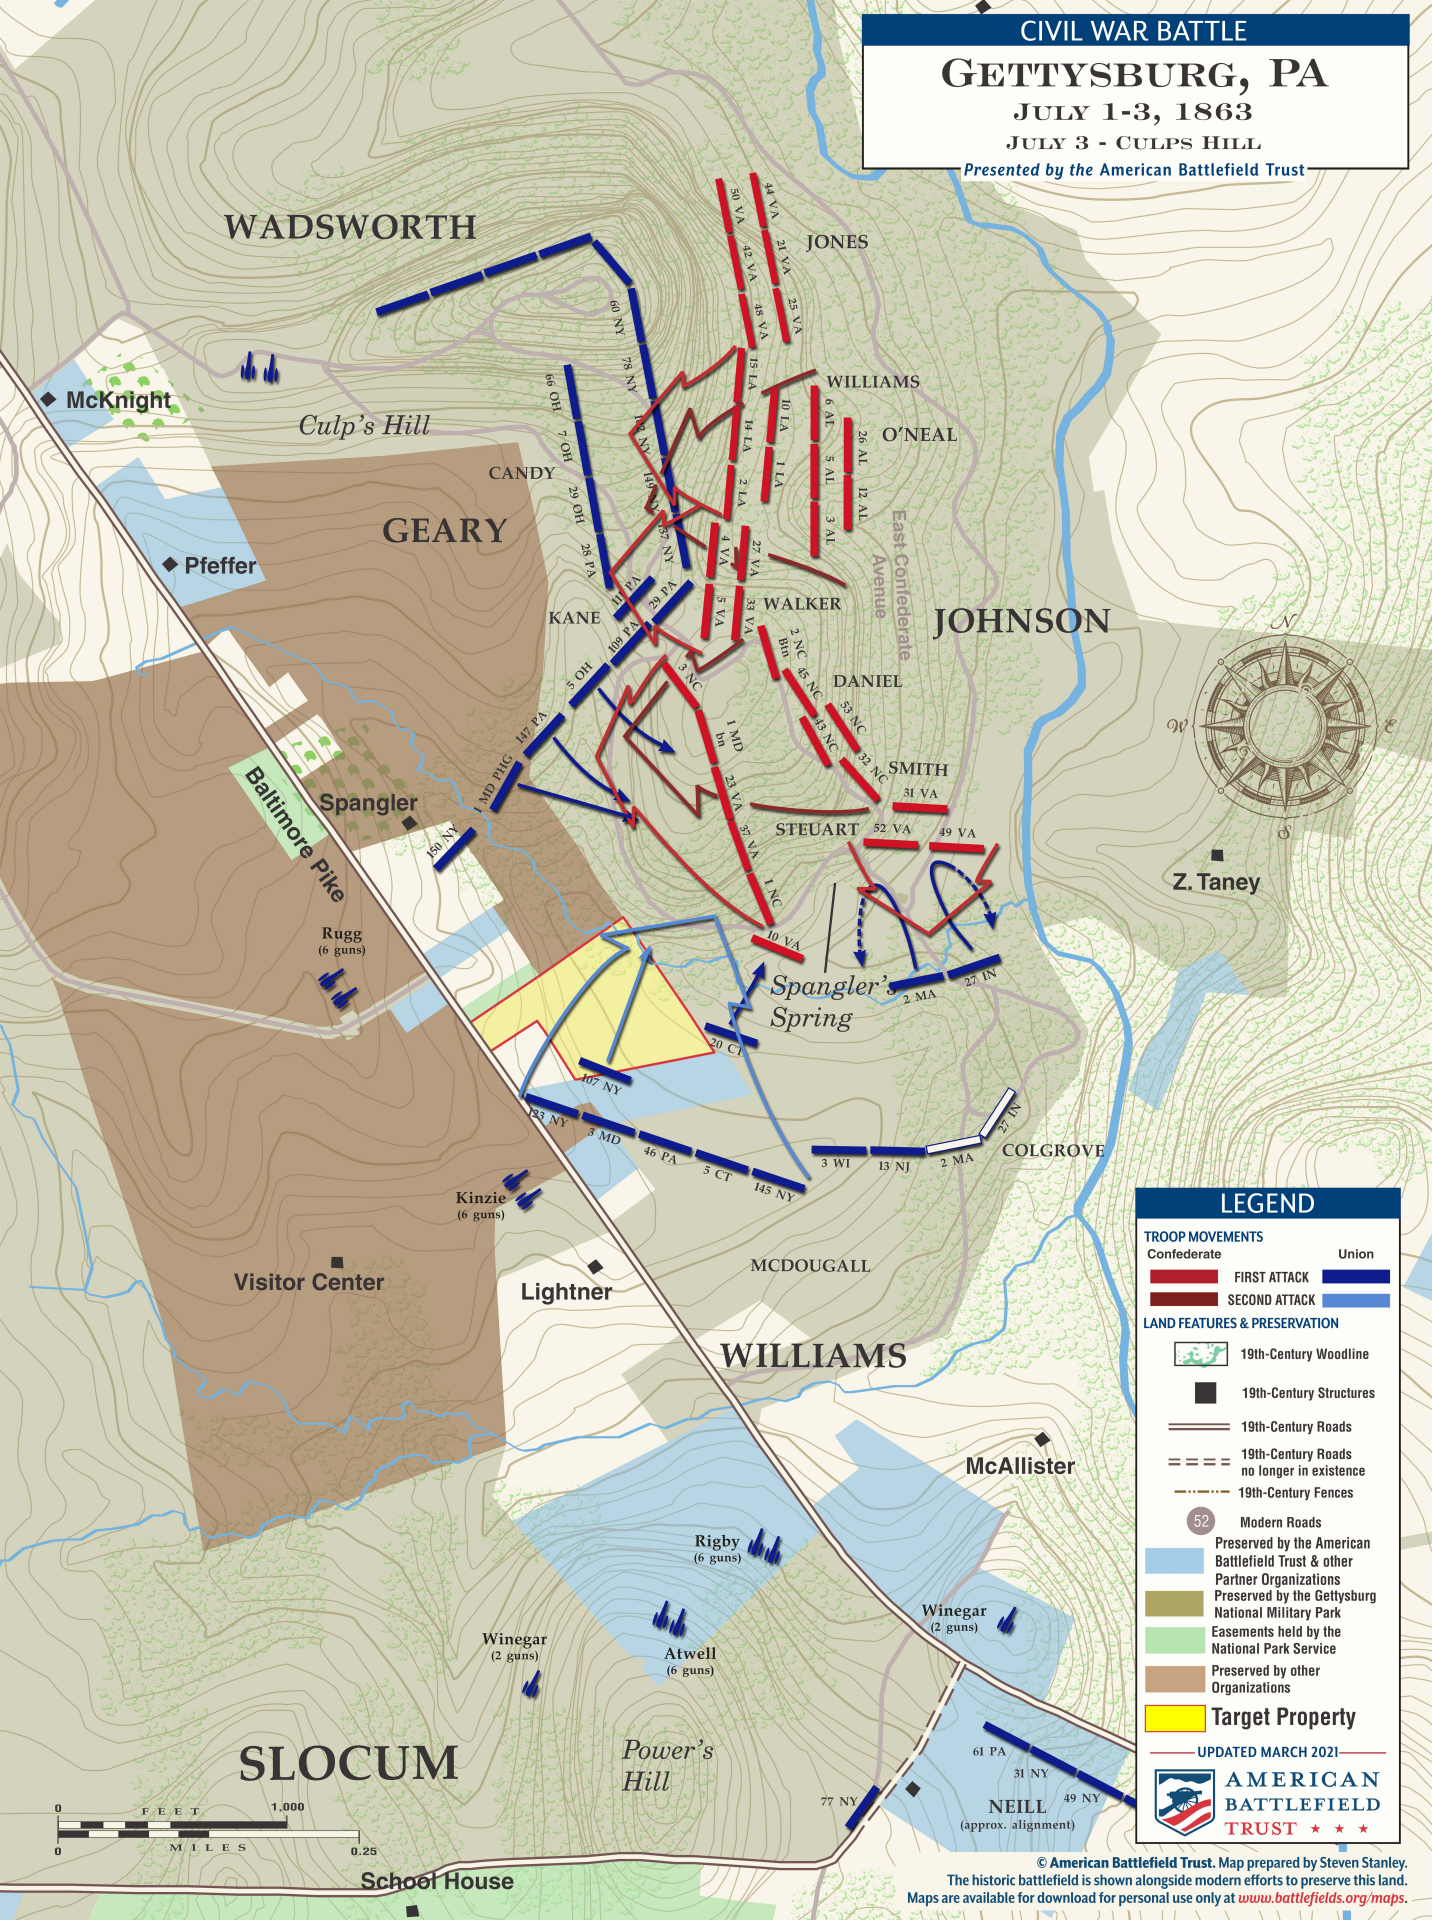 CIVIL WAR BATTLE
GETTYSBURG, PA
JULY 1-3, 1863
JULY 3 - CULPS HILL
Presented by the American Battlefield Trust
WADSWORTH
50 VA
44 VA
JONES
42 VA
21 VA
48 VA
25 VA
60 NY
78 NY
McKnight
Culp's Hill
66 OH
7 OH
29 OH
28 PA
CANDY
GEARY
149 NY
137 NY
15 LA
14 LA
2 LA
10 LA
1 LA
WILLIAMS
6 AL
5 AL
3 AL
O'NEAL
26 AL
12 AL
East Confederate
Avenue
Pfeffer
4 VA
27 VA
5 VA
33 VA
WALKER
JOHNSON
KANE
111 PA
29 PA
109 PA
5 OH
147 PA
1 MD PHG
150 NY
N
W
E
S
2 NC
Btn
45 NC
43 NC
53 NC
32 NC
DANIEL
3 NC
1 MD
bn
23 VA
37 VA
1 NC
10 VA
SMITH
31 VA
52 VA
49 VA
STEUART
Baltimore Pike
Spangler
Z. Taney
Rugg
(6 guns)
Spangler's
Spring
2 MA
27 IN
20 CT
107 NY
123 NY
3 MD
46 PA
5 CT
145 NY
3 WI
13 NJ
2 MA
27 IN
COLGROVE
Kinzie
(6 guns)
Visitor Center
Lightner
MCDOUGALL
WILLIAMS
McAllister
Rigby
(6 guns)
Atwell
(6 guns)
Winegar
(2 guns)
Winegar
(2 guns)
SLOCUM
Power's
Hill
61 PA
31 NY
49 NY
77 NY
NEILL
(approx. alignment)
0
FEET
1,000
MILES
0
0.25
School House
LEGEND
TROOP MOVEMENTS
Confederate
Union
FIRST ATTACK
SECOND ATTACK
LAND FEATURES & PRESERVATION
19th-Century Woodline
19th-Century Structures
19th-Century Roads
19th-Century Roads
no longer in existence
19th-Century Fences
52
Modern Roads
Preserved by the American
Battlefield Trust & other
Partner Organizations
Preserved by the Gettysburg
National Military Park
Easements held by the
National Park Service
Preserved by other
Organizations
Target Property
UPDATED MARCH 2021
AMERICAN
BATTLEFIELD
TRUST
© American Battlefield Trust. Map prepared by Steven Stanley.
The historic battlefield is shown alongside modern efforts to preserve this land.
Maps are available for download for personal use only at www.battlefields.org/maps.